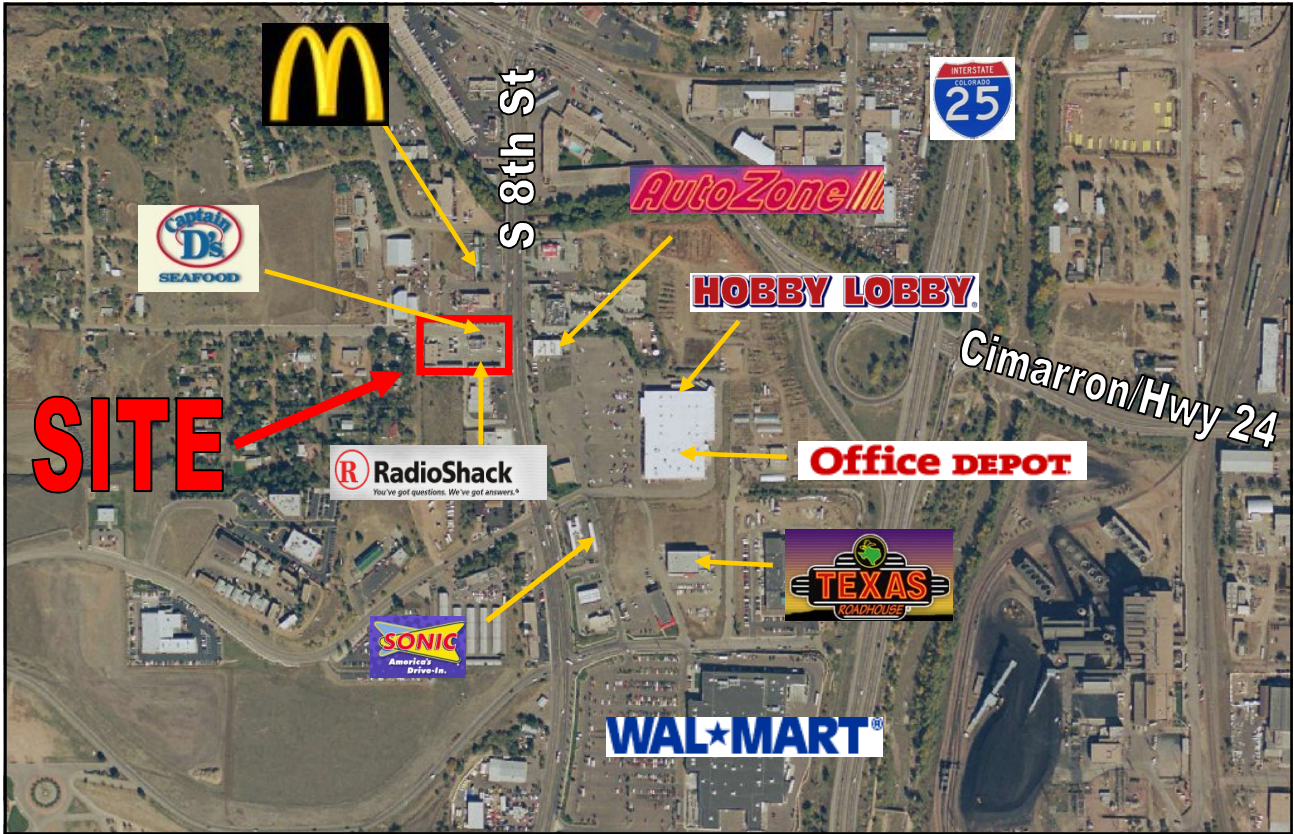 S 8th St
INTERSTATE
COLORADO
25
AutoZone
Captain
D's
SEAFOOD
HOBBY LOBBY
Cimarron/Hwy 24
SITE
R RadioShack
You've got questions. We've got answers.®
Office DEPOT
TEXAS
ROADHOUSE
SONIC
America's
Drive-In.
WAL★MART®